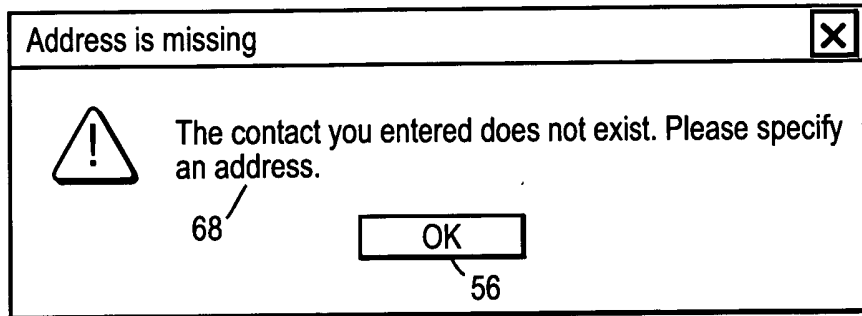 Address is missing
The contact you entered does not exist. Please specify
an address.
68
OK
56